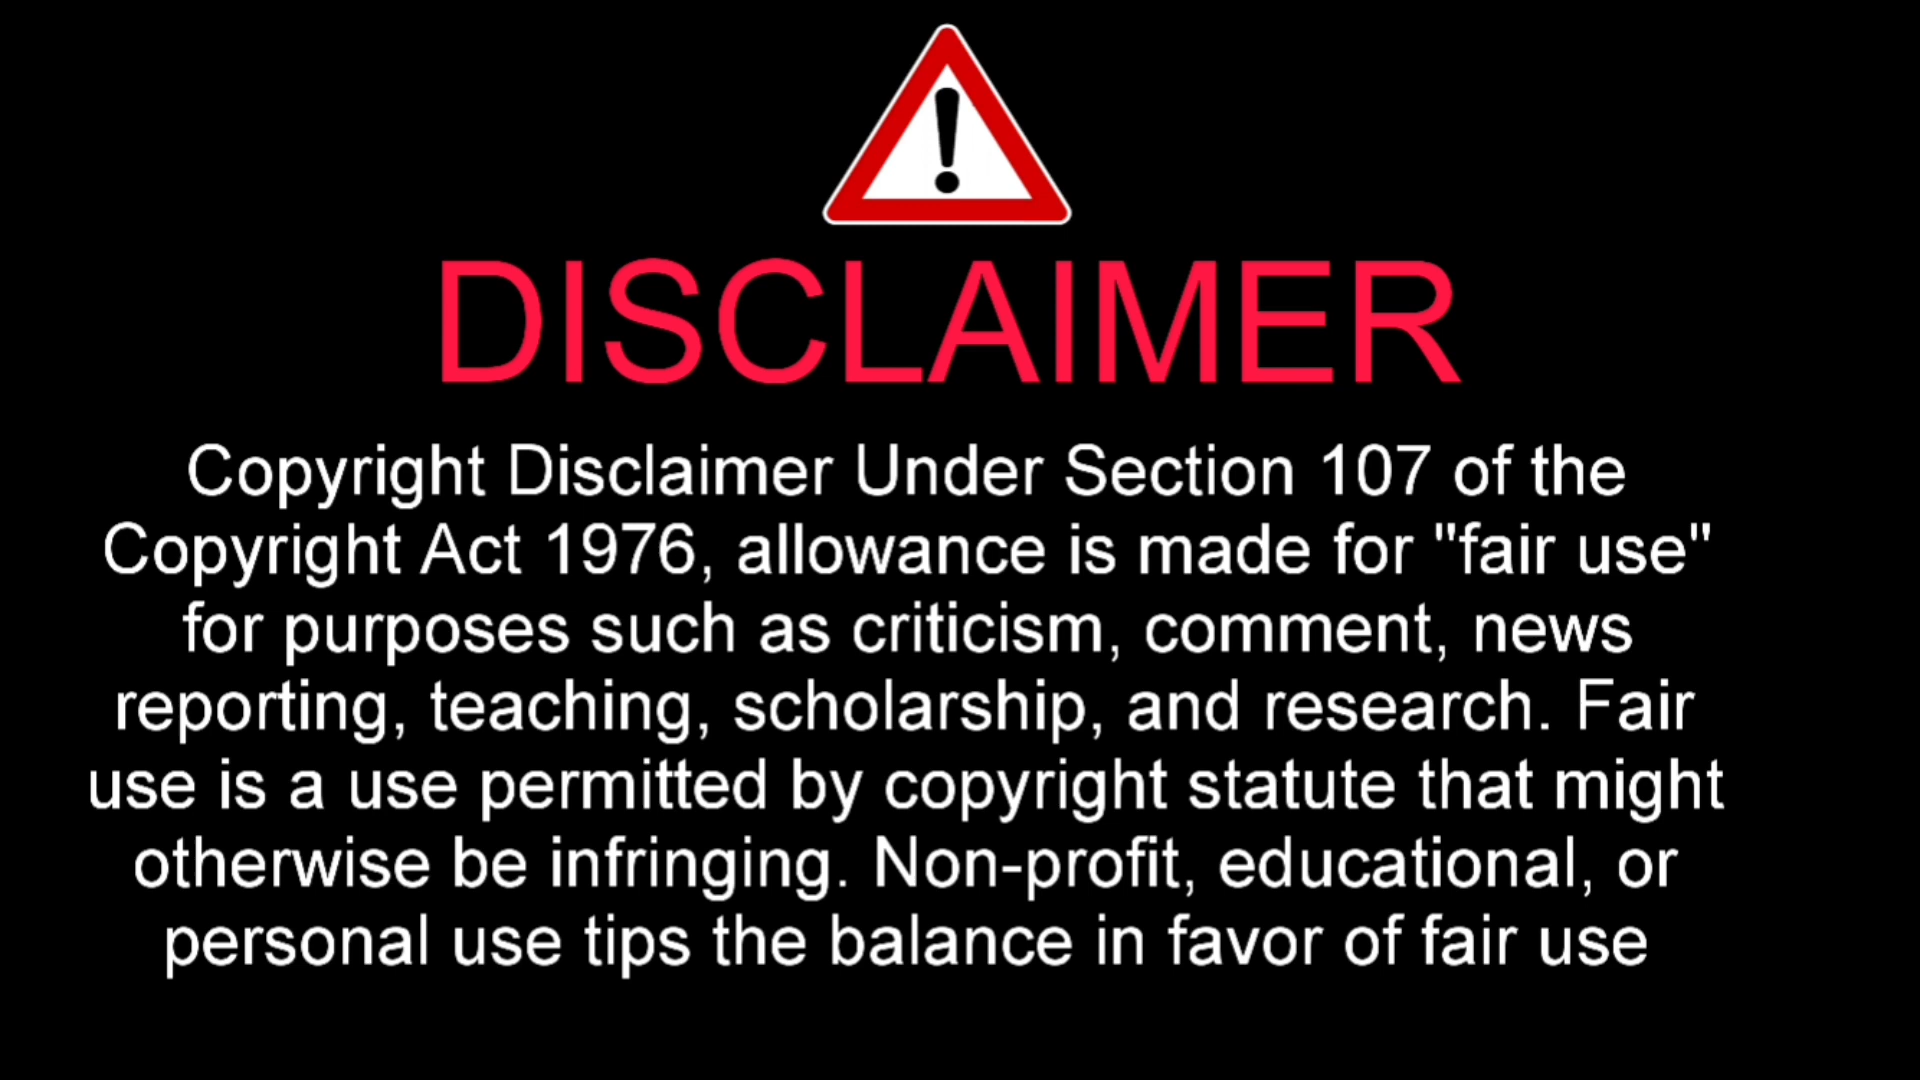 DISCLAIMER
Copyright Disclaimer Under Section 107 of the
Copyright Act 1976, allowance is made for "fair use"
for purposes such as criticism, comment, news
reporting, teaching, scholarship, and research. Fair
use is a use permitted by copyright statute that might
otherwise be infringing. Non-profit, educational, or
personal use tips the balance in favor of fair use